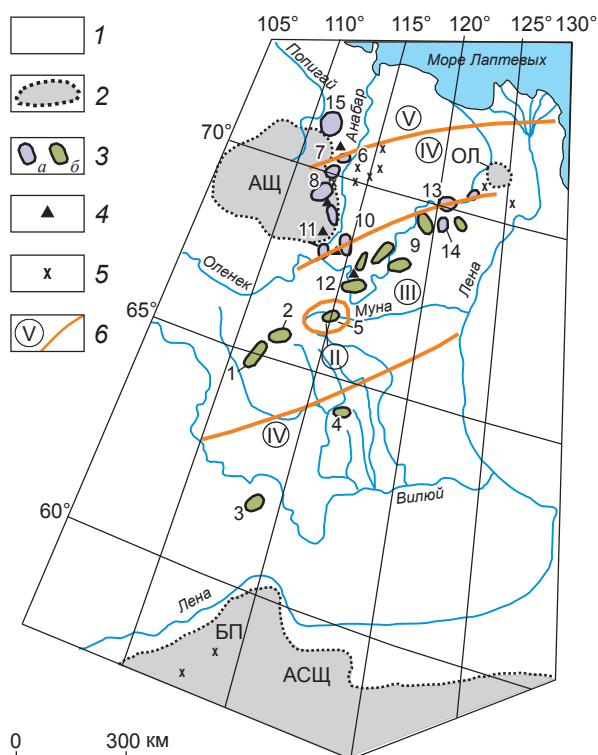 105° 110° 115° 120° 125° 130°
1
2
3
а б
4
5
V 6
Море Лаптевых
Попигай
Анабар
15
V
70°
IV
ОЛ
7 6
АЩ
8
13
11 10
9
14
Оленек
12
III
Лена
65°
Муна
2
5
1
II
4
IV
Вилюй
3
60°
Лена
БП
АСЩ
0 300 км